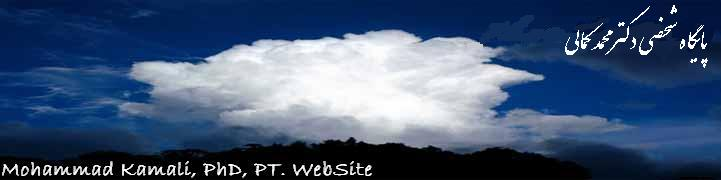 پایگاه شخصی دکتر محمد کمالی
Mohammad Kamali, PhD, PT. WebSite